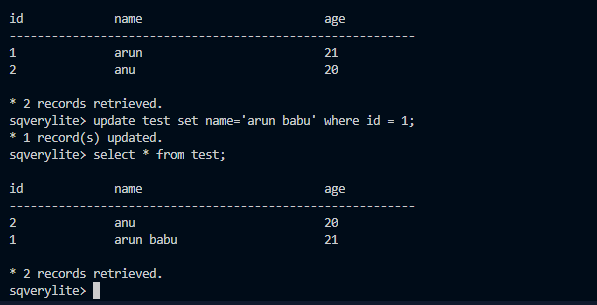 id name age
----------------------------------------------------------
1 arun 21
2 anu 20
* 2 records retrieved.
sqverylite> update test set name='arun babu' where id = 1;
* 1 record(s) updated.
sqverylite> select * from test;
id name age
----------------------------------------------------------
2 anu 20
1 arun babu 21
* 2 records retrieved.
sqverylite>